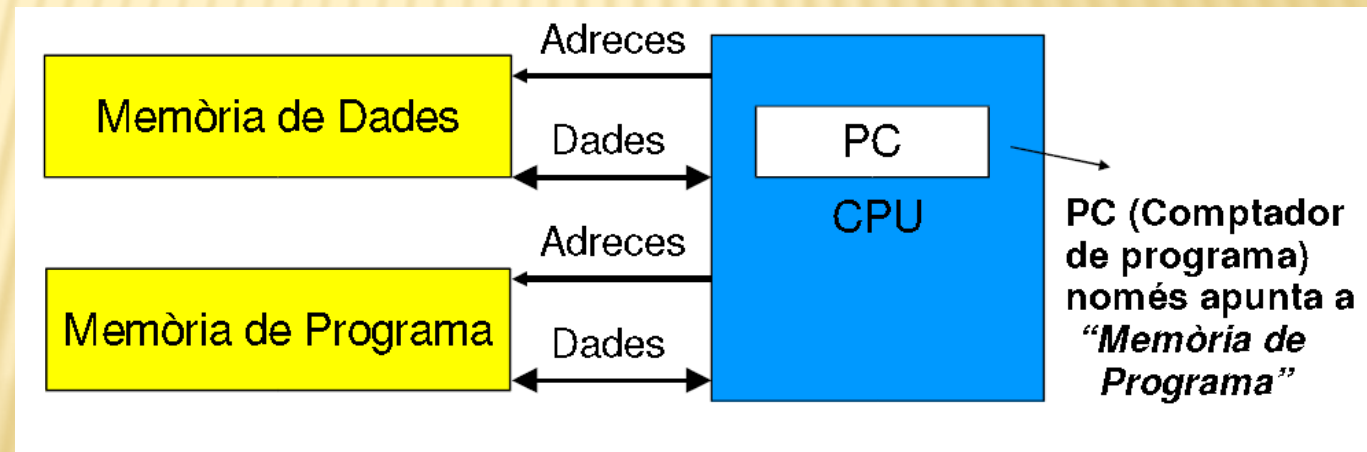 Adreces
Memòria de Dades
Dades
PC
CPU
Adreces
Memòria de Programa
Dades
PC (Comptador
de programa)
només apunta a
“Memòria de
Programa”